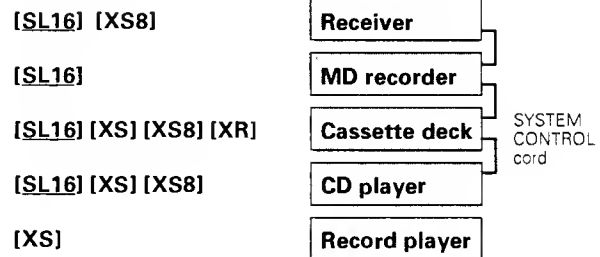 [SL16] [XS8] Receiver
[SL16] MD recorder
[SL16] [XS] [XS8] [XR] Cassette deck
SYSTEM
CONTROL
cord
[SL16] [XS] [XS8] CD player
[XS] Record player